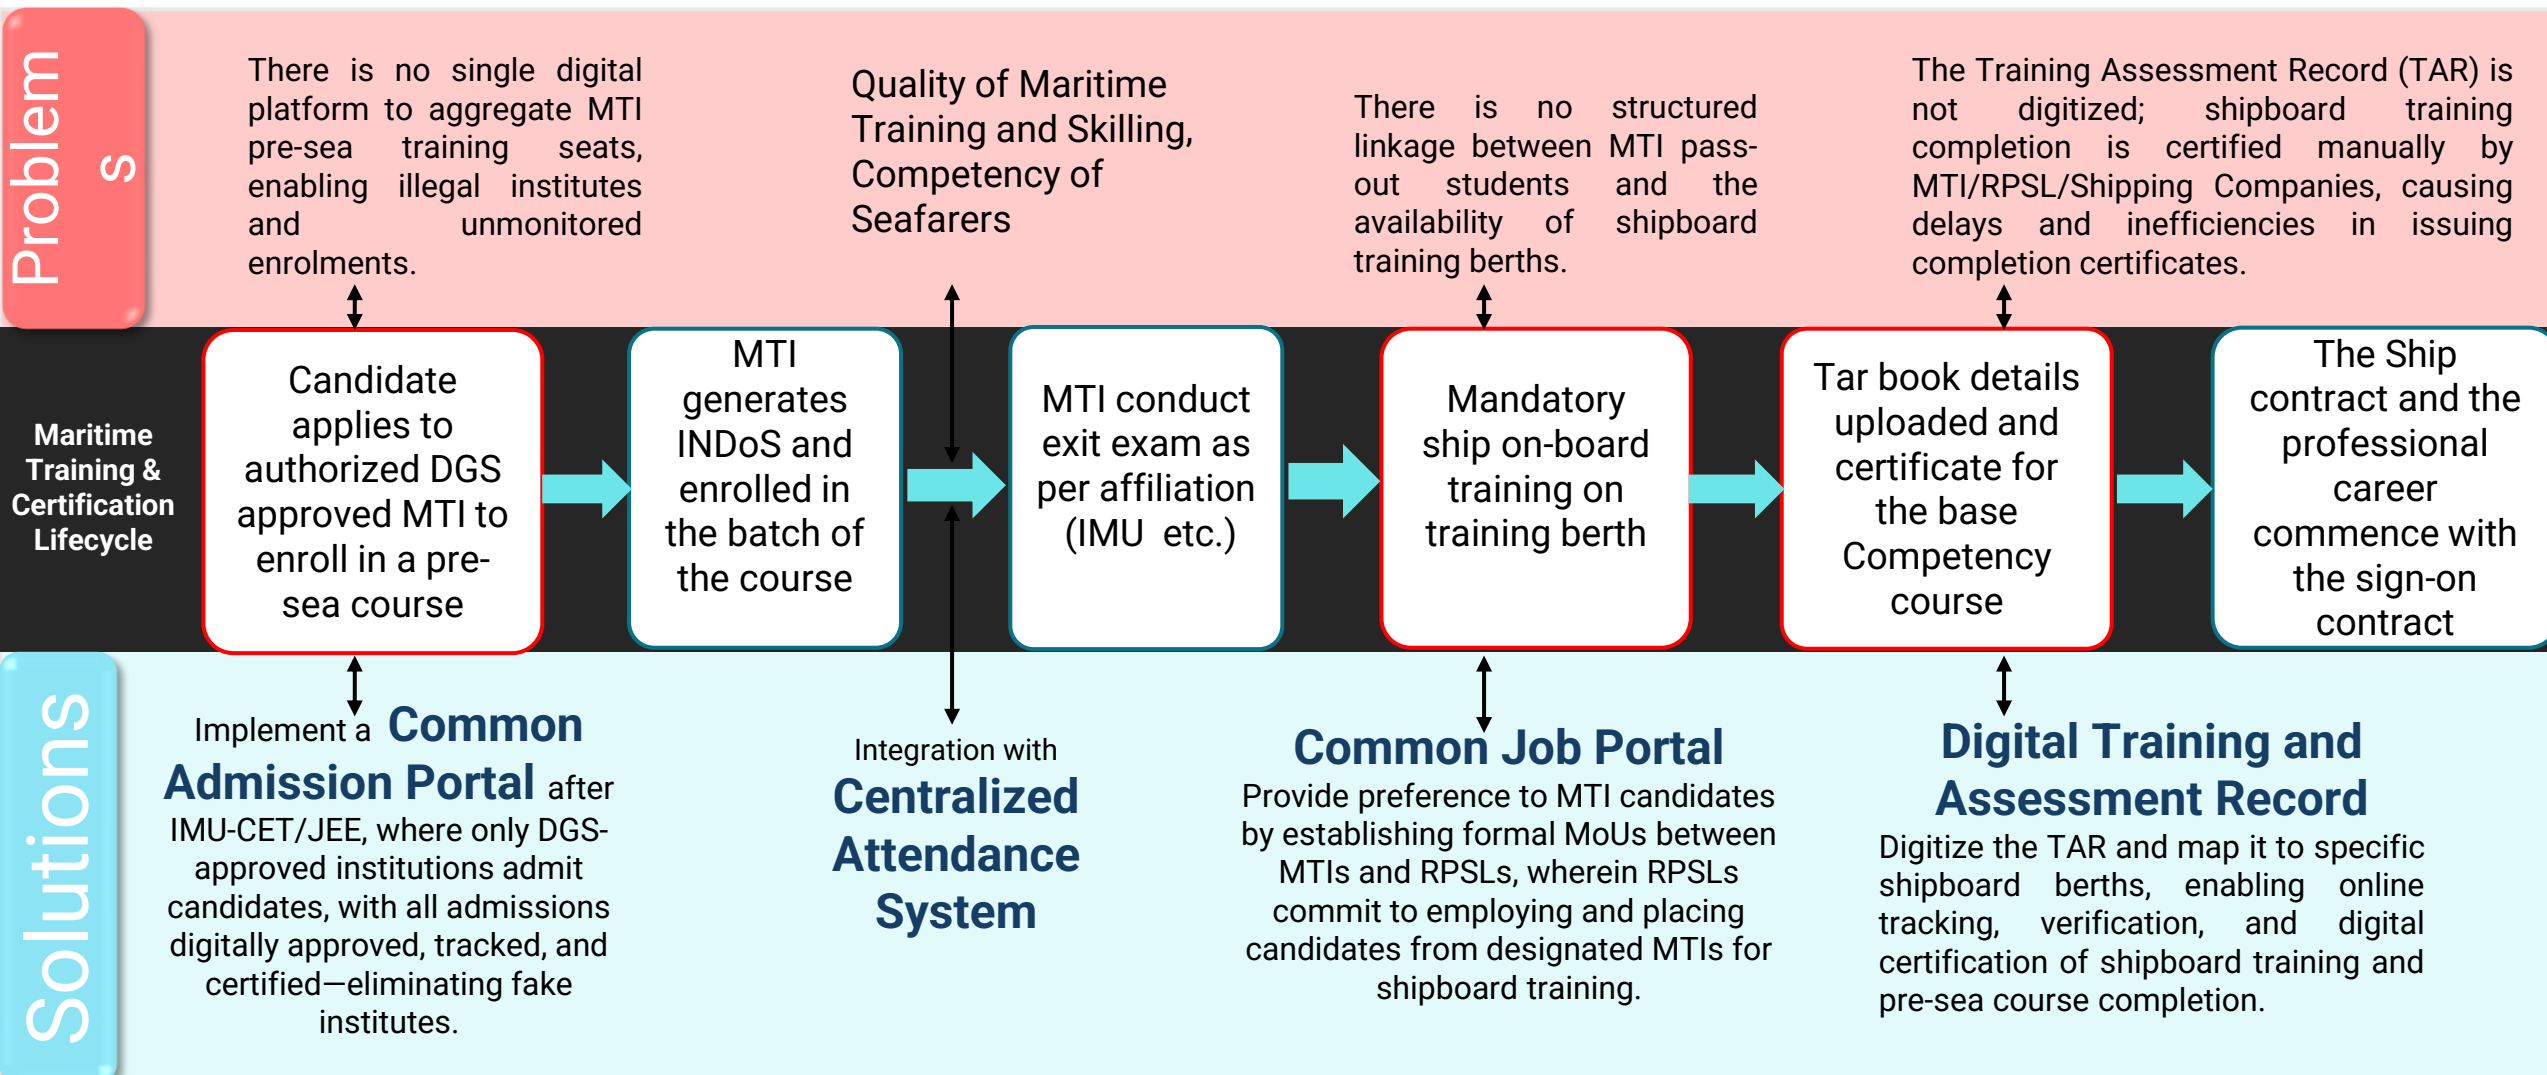 Problem
s
There is no single digital
platform to aggregate MTI
pre-sea training seats,
enabling illegal institutes
and unmonitored
enrolments.
Quality of Maritime
Training and Skilling,
Competency of
Seafarers
There is no structured
linkage between MTI pass-
out students and the
availability of shipboard
training berths.
The Training Assessment Record (TAR) is
not digitized; shipboard training
completion is certified manually by
MTI/RPSL/Shipping Companies, causing
delays and inefficiencies in issuing
completion certificates.
Maritime
Training &
Certification
Lifecycle
Candidate
applies to
authorized DGS
approved MTI to
enroll in a pre-
sea course
MTI
generates
INDoS and
enrolled in
the batch of
the course
MTI conduct
exit exam as
per affiliation
(IMU etc.)
Mandatory
ship on-board
training on
training berth
Tar book details
uploaded and
certificate for
the base
Competency
course
The Ship
contract and the
professional
career
commence with
the sign-on
contract
Solutions
Implement a Common
Admission Portal after
IMU-CET/JEE, where only DGS-
approved institutions admit
candidates, with all admissions
digitally approved, tracked, and
certified—eliminating fake
institutes.
Integration with
Centralized
Attendance
System
Common Job Portal
Provide preference to MTI candidates
by establishing formal MoUs between
MTIs and RPSLs, wherein RPSLs
commit to employing and placing
candidates from designated MTIs for
shipboard training.
Digital Training and
Assessment Record
Digitize the TAR and map it to specific
shipboard berths, enabling online
tracking, verification, and digital
certification of shipboard training and
pre-sea course completion.